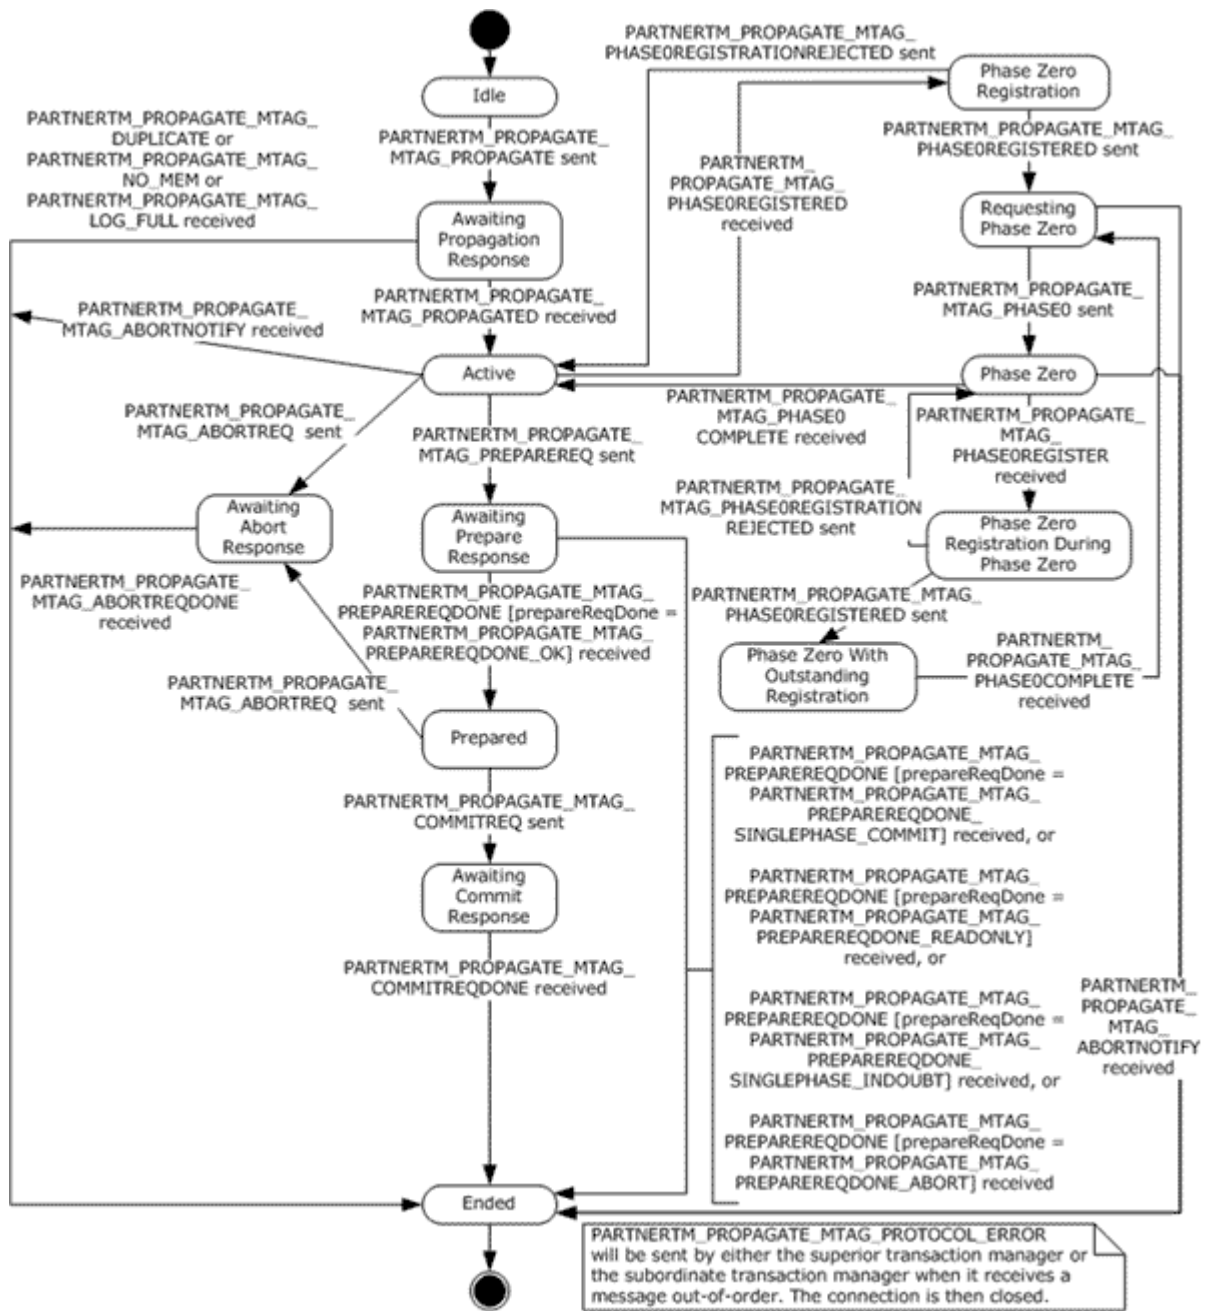 PARTNERTM_PROPAGATE_MTAG_
PHASE0REGISTRATIONREJECTED sent
Phase Zero
Registration
Idle
PARTNERTM_PROPAGATE_MTAG_
DUPLICATE or
PARTNERTM_PROPAGATE_MTAG_
NO_MEM or
PARTNERTM_PROPAGATE_MTAG_
LOG_FULL received
PARTNERTM_PROPAGATE_
MTAG_PROPAGATE sent
PARTNERTM_
PROPAGATE_MTAG_
PHASE0REGISTERED
received
PARTNERTM_PROPAGATE_MTAG_
PHASE0REGISTERED sent
Awaiting
Propagation
Response
Requesting
Phase Zero
PARTNERTM_PROPAGATE_
MTAG_ABORTNOTIFY received
PARTNERTM_PROPAGATE_
MTAG_PROPAGATED received
PARTNERTM_PROPAGATE_
MTAG_PHASE0 sent
Active
Phase Zero
PARTNERTM_PROPAGATE_
MTAG_ABORTREQ sent
PARTNERTM_PROPAGATE_
MTAG_PREPAREREQ sent
PARTNERTM_PROPAGATE_
MTAG_PHASE0
COMPLETE received
PARTNERTM_PROPAGATE_
MTAG_
PHASE0REGISTER
received
Awaiting
Abort
Response
Awaiting
Prepare
Response
PARTNERTM_PROPAGATE_
MTAG_PHASE0REGISTRATION
REJECTED sent
Phase Zero
Registration During
Phase Zero
PARTNERTM_PROPAGATE_
MTAG_ABORTREQDONE
received
PARTNERTM_PROPAGATE_MTAG_
PREPAREREQDONE [prepareReqDone =
PARTNERTM_PROPAGATE_MTAG_
PREPAREREQDONE_OK] received
PARTNERTM_PROPAGATE_MTAG_
PHASE0REGISTERED sent
Phase Zero With
Outstanding
Registration
PARTNERTM_
PROPAGATE_MTAG_
PHASE0COMPLETE
received
PARTNERTM_PROPAGATE_
MTAG_ABORTREQ sent
Prepared
PARTNERTM_PROPAGATE_MTAG_
COMMITREQ sent
Awaiting
Commit
Response
PARTNERTM_PROPAGATE_MTAG_
COMMITREQDONE received
PARTNERTM_PROPAGATE_MTAG_
PREPAREREQDONE [prepareReqDone =
PARTNERTM_PROPAGATE_MTAG_
PREPAREREQDONE_
SINGLEPHASE_COMMIT] received, or
PARTNERTM_PROPAGATE_MTAG_
PREPAREREQDONE [prepareReqDone =
PARTNERTM_PROPAGATE_MTAG_
PREPAREREQDONE_READONLY]
received, or
PARTNERTM_PROPAGATE_MTAG_
PREPAREREQDONE [prepareReqDone =
PARTNERTM_PROPAGATE_MTAG_
PREPAREREQDONE_
SINGLEPHASE_INDOUBT] received, or
PARTNERTM_PROPAGATE_MTAG_
PREPAREREQDONE [prepareReqDone =
PARTNERTM_PROPAGATE_MTAG_
PREPAREREQDONE_ABORT] received
PARTNERTM_
PROPAGATE_
MTAG_
ABORTNOTIFY
received
Ended
PARTNERTM_PROPAGATE_MTAG_PROTOCOL_ERROR
will be sent by either the superior transaction manager or
the subordinate transaction manager when it receives a
message out-of-order. The connection is then closed.